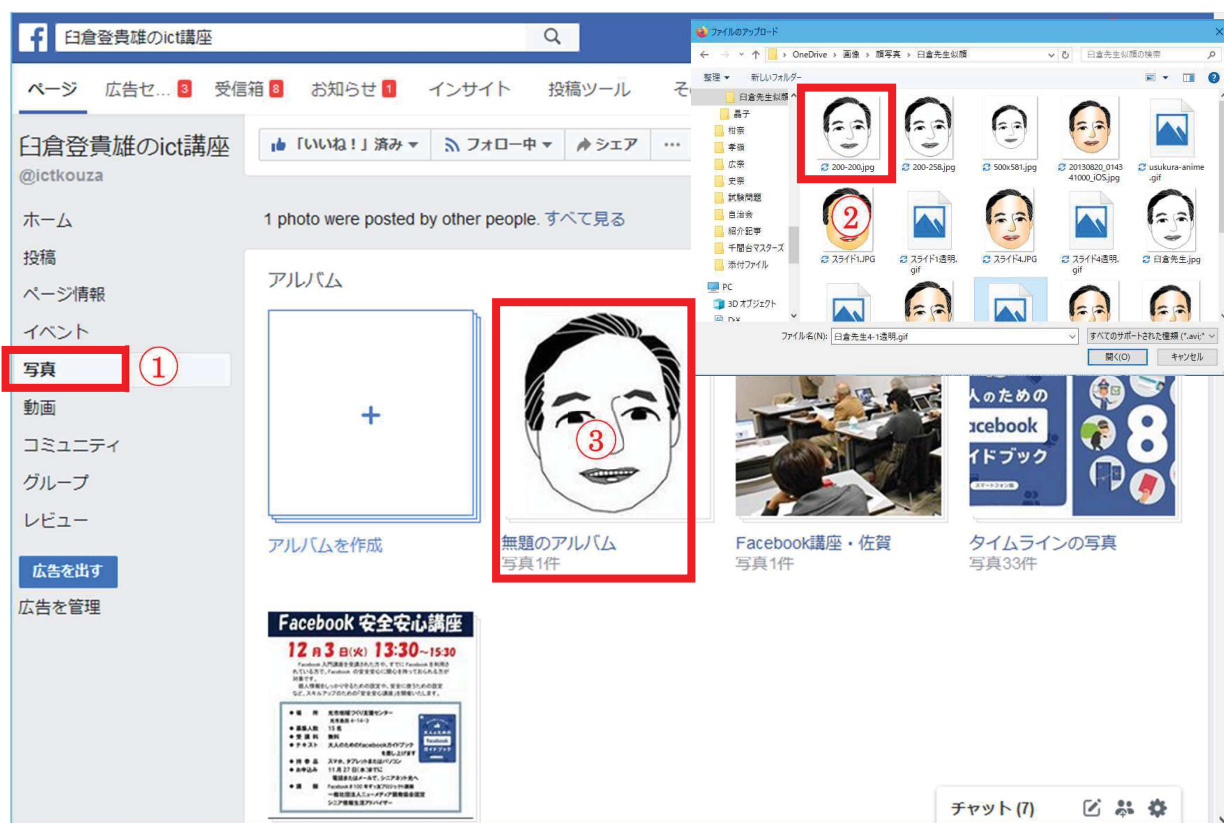 臼倉登貴雄のict講座
ページ
広告セ... 3
受信箱 8
お知らせ 1
インサイト
投稿ツール
臼倉登貴雄のict講座
@ictkouza
「いいね！」済み
フォロー中
シェア
ホーム
投稿
ページ情報
イベント
写真
動画
コミュニティ
グループ
レビュー
広告を出す
広告を管理
①
1 photo were posted by other people. すべて見る
アルバム
+
アルバムを作成
③
無題のアルバム
写真1件
人のための
acebook
イドブック
8
Facebook講座・佐賀
写真1件
タイムラインの写真
写真33件
Facebook 安全安心講座
12月3日(火) 13:30~15:30
チャット (7)
ファイルのアップロード
OneDrive › 画像 › 顔写真 › 臼倉先生似顔
臼倉先生似顔の検索
整理
新しいフォルダー
臼倉先生似顔
晶子
柑奈
孝嶺
広奈
史奈
試験問題
自治会
紹介記事
千間台マスターズ
添付ファイル
PC
3D オブジェクト
200-200.jpg
200-258.jpg
500x581.jpg
20130820_014341000_iOS.jpg
usukura-anime.gif
②
スライド1.JPG
スライド1透明.gif
スライド4.JPG
スライド4透明.gif
臼倉先生.jpg
ファイル名(N):
臼倉先生4-1透明.gif
すべてのサポートされた種類 (*.avi;*
開く(O)
キャンセル